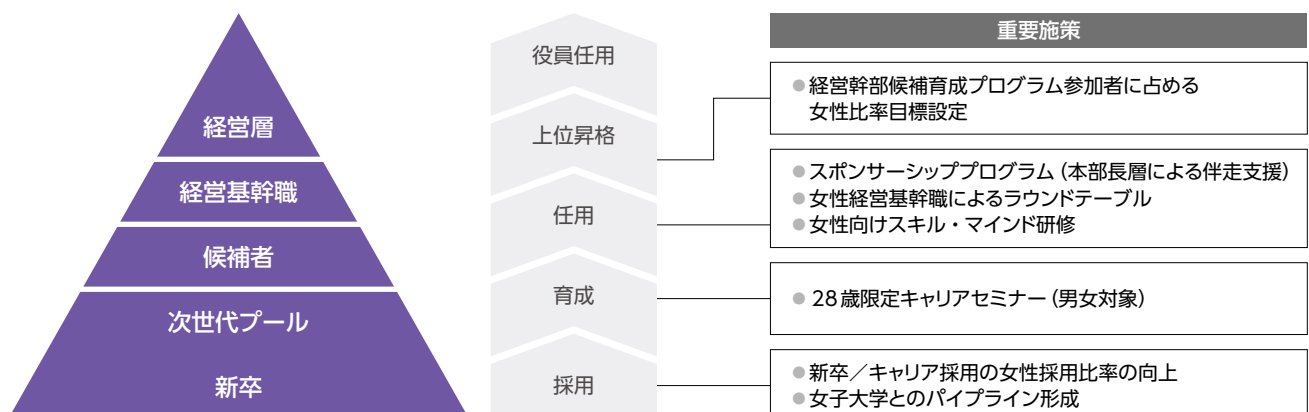 経営層
経営基幹職
候補者
次世代プール
新卒
役員任用
上位昇格
任用
育成
採用
重要施策
●経営幹部候補育成プログラム参加者に占める
女性比率目標設定
●スポンサーシッププログラム（本部長層による伴走支援）
●女性経営基幹職によるラウンドテーブル
●女性向けスキル・マインド研修
●28歳限定キャリアセミナー（男女対象）
●新卒／キャリア採用の女性採用比率の向上
●女子大学とのパイプライン形成